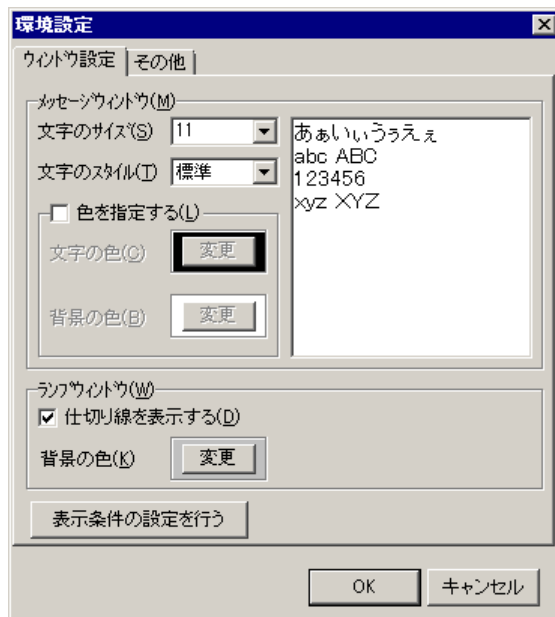 環境設定
ウィンドウ設定 その他
メッセージウィンドウ(M)
文字のサイズ(S) 11
文字のスタイル(T) 標準
色を指定する(L)
文字の色(C) 変更
背景の色(B) 変更
あぁいぃうぅえぇ
abc ABC
123456
xyz XYZ
ランプウィンドウ(W)
仕切り線を表示する(D)
背景の色(K) 変更
表示条件の設定を行う
OK キャンセル